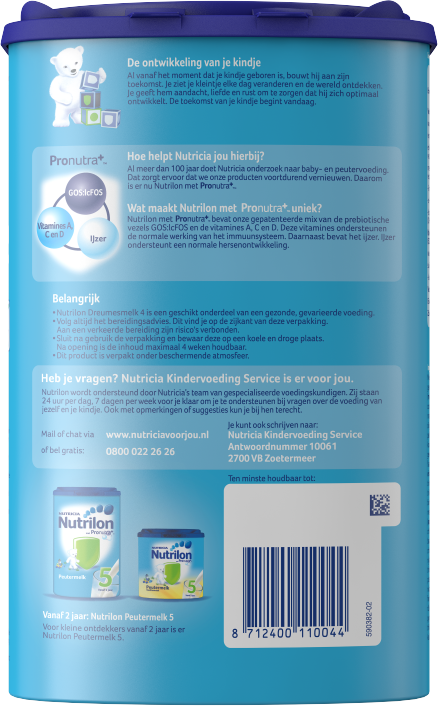 De ontwikkeling van je kindje
Al vanaf het moment dat je kindje geboren is, bouwt hij aan zijn
toekomst. Je ziet je kleintje elke dag veranderen en de wereld ontdekken.
Je geeft hem aandacht, liefde en rust om te zorgen dat hij zich optimaal
ontwikkelt. De toekomst van je kindje begint vandaag.
Pronutra+™
GOS:lcFOS
Vitamines A,
C en D
IJzer
Hoe helpt Nutricia jou hierbij?
Al meer dan 100 jaar doet Nutricia onderzoek naar baby- en peutervoeding.
Dat zorgt ervoor dat we onze producten voortdurend vernieuwen. Daarom
is er nu Nutrilon met Pronutra+™.
Wat maakt Nutrilon met Pronutra+™ uniek?
Nutrilon met Pronutra+™ bevat onze gepatenteerde mix van de prebiotische
vezels GOS:lcFOS en de vitamines A, C en D. Deze vitamines ondersteunen
de normale werking van het immuunsysteem. Daarnaast bevat het ijzer. IJzer
ondersteunt een normale hersenontwikkeling.
Belangrijk
• Nutrilon Dreumesmelk 4 is een geschikt onderdeel van een gezonde, gevarieerde voeding.
• Volg altijd het bereidingsadvies. Dit vind je op de zijkant van deze verpakking.
Aan een verkeerde bereiding zijn risico's verbonden.
• Sluit na gebruik de verpakking en bewaar deze op een koele en droge plaats.
Na opening is de inhoud maximaal 4 weken houdbaar.
• Dit product is verpakt onder beschermende atmosfeer.
Heb je vragen? Nutricia Kindervoeding Service is er voor jou.
Nutrilon wordt ondersteund door Nutricia's team van gespecialiseerde voedingskundigen. Zij staan
24 uur per dag, 7 dagen per week voor je klaar om je te ondersteunen bij vragen over de voeding van
jezelf en je kindje. Ook met opmerkingen of suggesties kun je bij hen terecht.
Mail of chat via www.nutriciavoorjou.nl
of bel gratis: 0800 022 26 26
Je kunt ook schrijven naar:
Nutricia Kindervoeding Service
Antwoordnummer 10061
2700 VB Zoetermeer
Ten minste houdbaar tot:
NUTRICIA
Nutrilon
Pronutra+
5
Peutermelk
NUTRICIA
Nutrilon
5
Peutermelk
Vanaf 2 jaar: Nutrilon Peutermelk 5
Voor kleine ontdekkers vanaf 2 jaar is er
Nutrilon Peutermelk 5.
8 712400 110044
590382-02